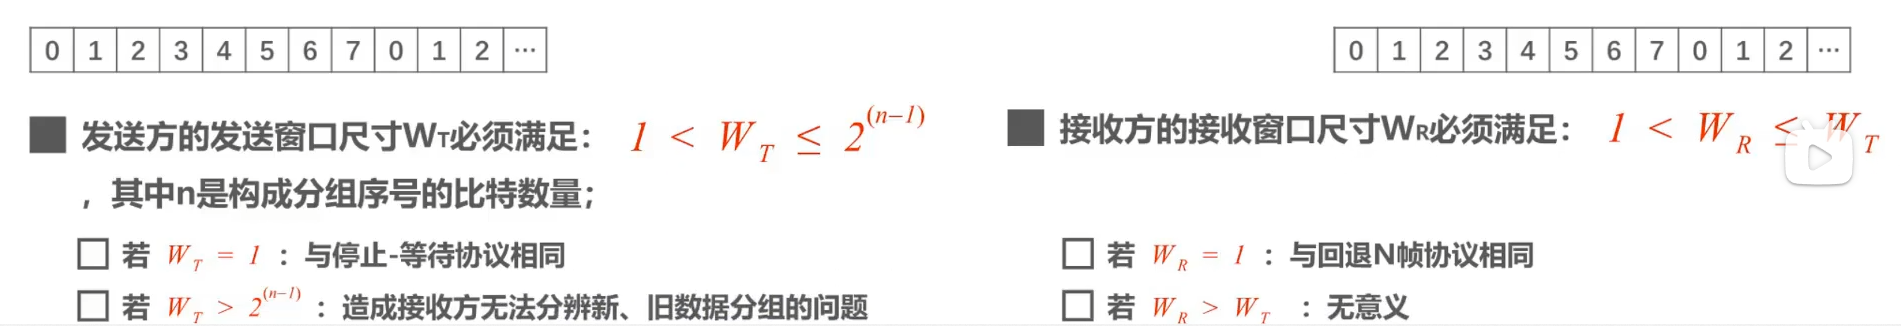 0 1 2 3 4 5 6 7 0 1 2 ...
■ 发送方的发送窗口尺寸WT必须满足： 1 < W_T ≤ 2^(n-1)
，其中n是构成分组序号的比特数量；
□ 若 W_T = 1 ：与停止-等待协议相同
□ 若 W_T > 2^(n-1) ：造成接收方无法分辨新、旧数据分组的问题
0 1 2 3 4 5 6 7 0 1 2 ...
■ 接收方的接收窗口尺寸WR必须满足： 1 < W_R ≤ W_T
□ 若 W_R = 1 ：与回退N帧协议相同
□ 若 W_R > W_T ：无意义